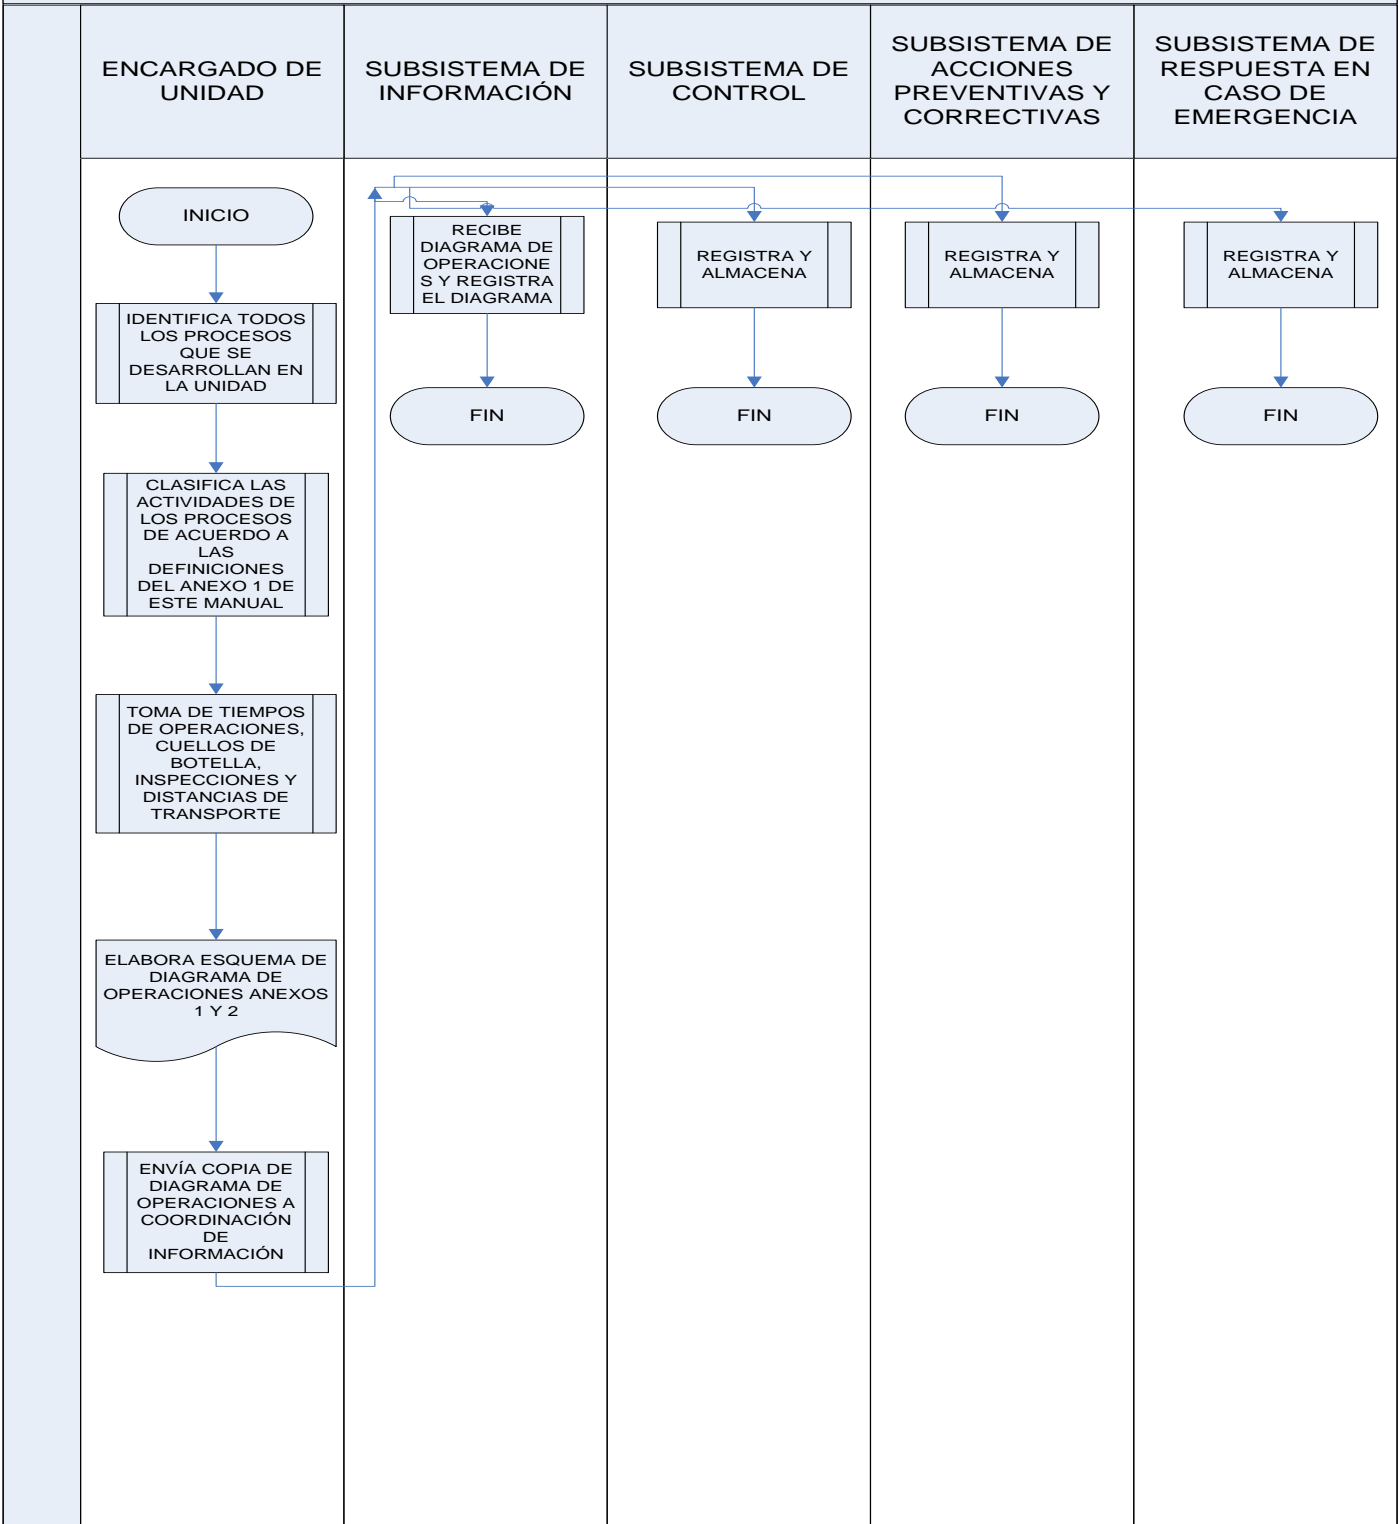 ENCARGADO DE
UNIDAD
SUBSISTEMA DE
INFORMACIÓN
SUBSISTEMA DE
CONTROL
SUBSISTEMA DE
ACCIONES
PREVENTIVAS Y
CORRECTIVAS
SUBSISTEMA DE
RESPUESTA EN
CASO DE
EMERGENCIA
INICIO
IDENTIFICA TODOS
LOS PROCESOS
QUE SE
DESARROLLAN EN
LA UNIDAD
CLASIFICA LAS
ACTIVIDADES DE
LOS PROCESOS
DE ACUERDO A
LAS
DEFINICIONES
DEL ANEXO 1 DE
ESTE MANUAL
TOMA DE TIEMPOS
DE OPERACIONES,
CUELLOS DE
BOTELLA,
INSPECCIONES Y
DISTANCIAS DE
TRANSPORTE
ELABORA ESQUEMA DE
DIAGRAMA DE
OPERACIONES ANEXOS
1 Y 2
ENVÍA COPIA DE
DIAGRAMA DE
OPERACIONES A
COORDINACIÓN
DE
INFORMACIÓN
RECIBE
DIAGRAMA DE
OPERACIONE
S Y REGISTRA
EL DIAGRAMA
FIN
REGISTRA Y
ALMACENA
FIN
REGISTRA Y
ALMACENA
FIN
REGISTRA Y
ALMACENA
FIN